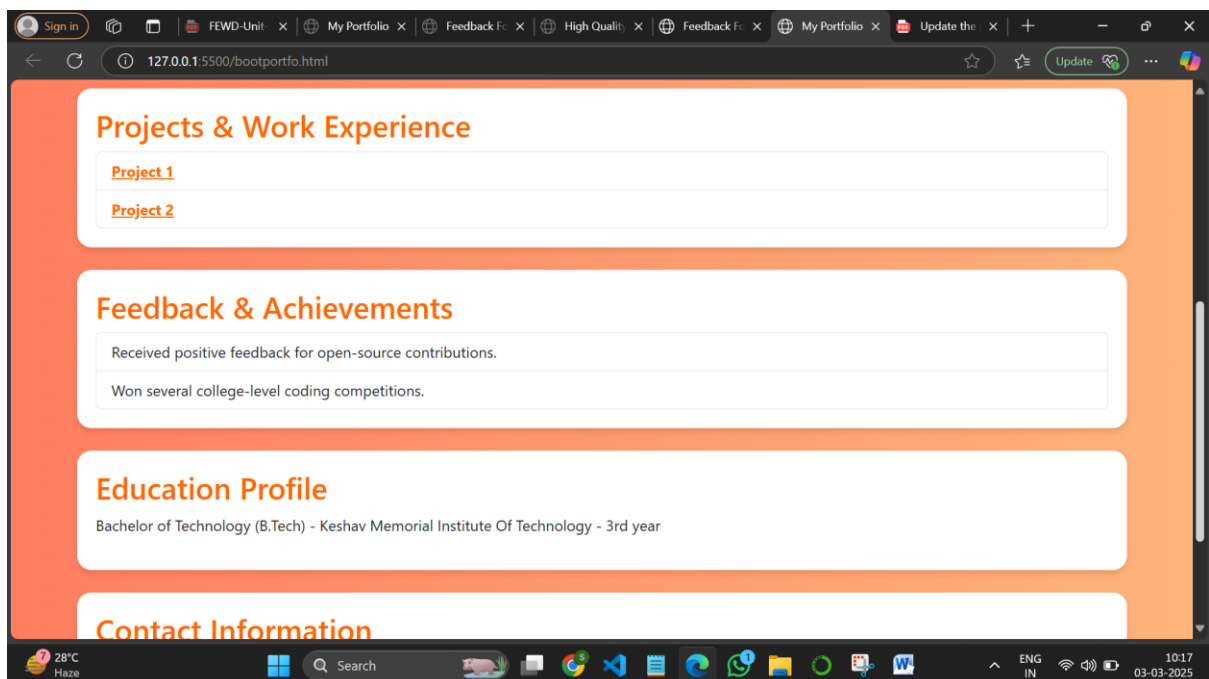 Sign in
FEWD-Unit-
My Portfolio
Feedback Fo
High Quality
Feedback Fo
My Portfolio
Update the
127.0.0.1:5500/bootportfo.html
Update
Projects & Work Experience
Project 1
Project 2
Feedback & Achievements
Received positive feedback for open-source contributions.
Won several college-level coding competitions.
Education Profile
Bachelor of Technology (B.Tech) - Keshav Memorial Institute Of Technology - 3rd year
Contact Information
7
28°C
Haze
Search
ENG
IN
10:17
03-03-2025